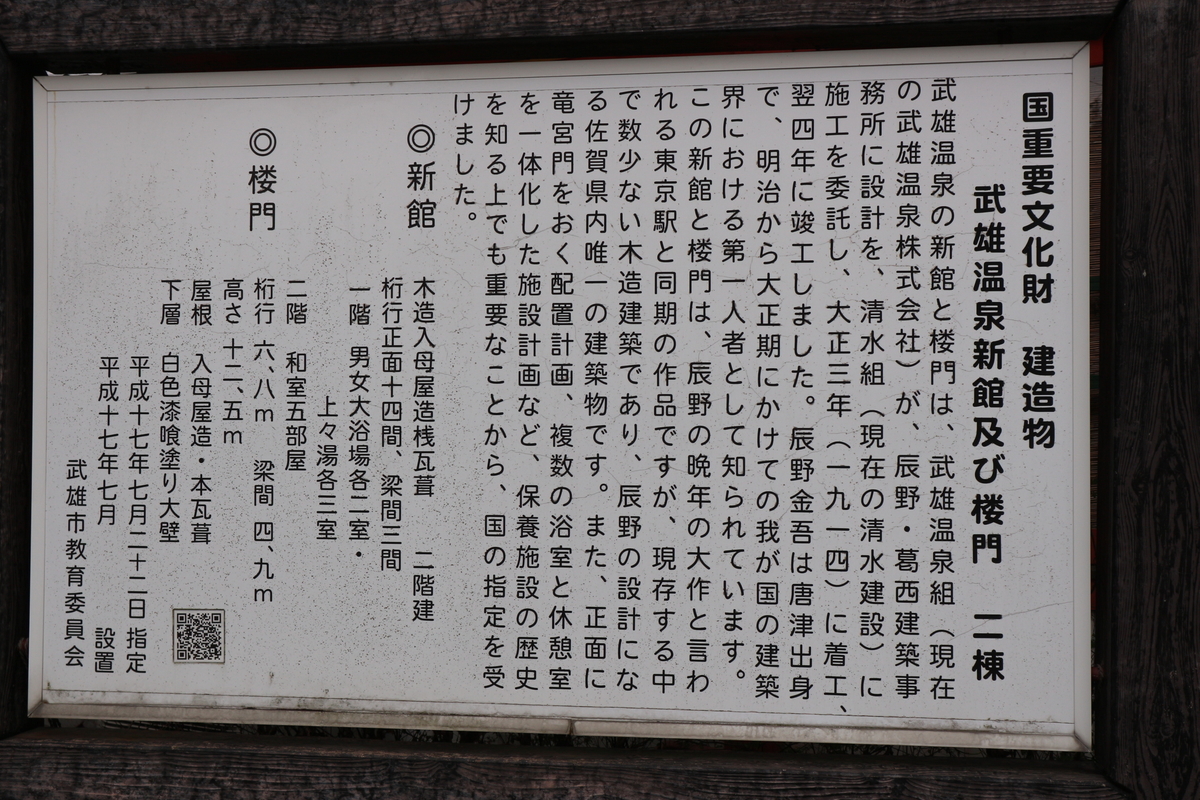 国重要文化財　建造物
武雄温泉新館及び楼門　二棟
武雄温泉の新館と楼門は、武雄温泉組（現在
の武雄温泉株式会社）が、辰野・葛西建築事
務所に設計を、清水組（現在の清水建設）に
施工を委託し、大正三年（一九一四）に着工、
翌四年に竣工しました。辰野金吾は唐津出身
で、明治から大正期にかけての我が国の建築
界における第一人者として知られています。
この新館と楼門は、辰野の晩年の大作と言わ
れる東京駅と同期の作品ですが、現存する中
で数少ない木造建築であり、辰野の設計にな
る佐賀県内唯一の建築物です。また、正面に
竜宮門をおく配置計画、複数の浴室と休憩室
を一体化した施設計画など、保養施設の歴史
を知る上でも重要なことから、国の指定を受
けました。
◎新館　木造入母屋造桟瓦葺　二階建
桁行正面十四間、梁間三間
一階　男女大浴場各二室・
上々湯各三室
二階　和室五部屋
◎楼門　桁行　六、八m　梁間　四、九m
高さ　十二、五m
屋根　入母屋造・本瓦葺
下層　白色漆喰塗り大壁
平成十七年七月二十二日　指定
平成十七年七月　設置
武雄市教育委員会